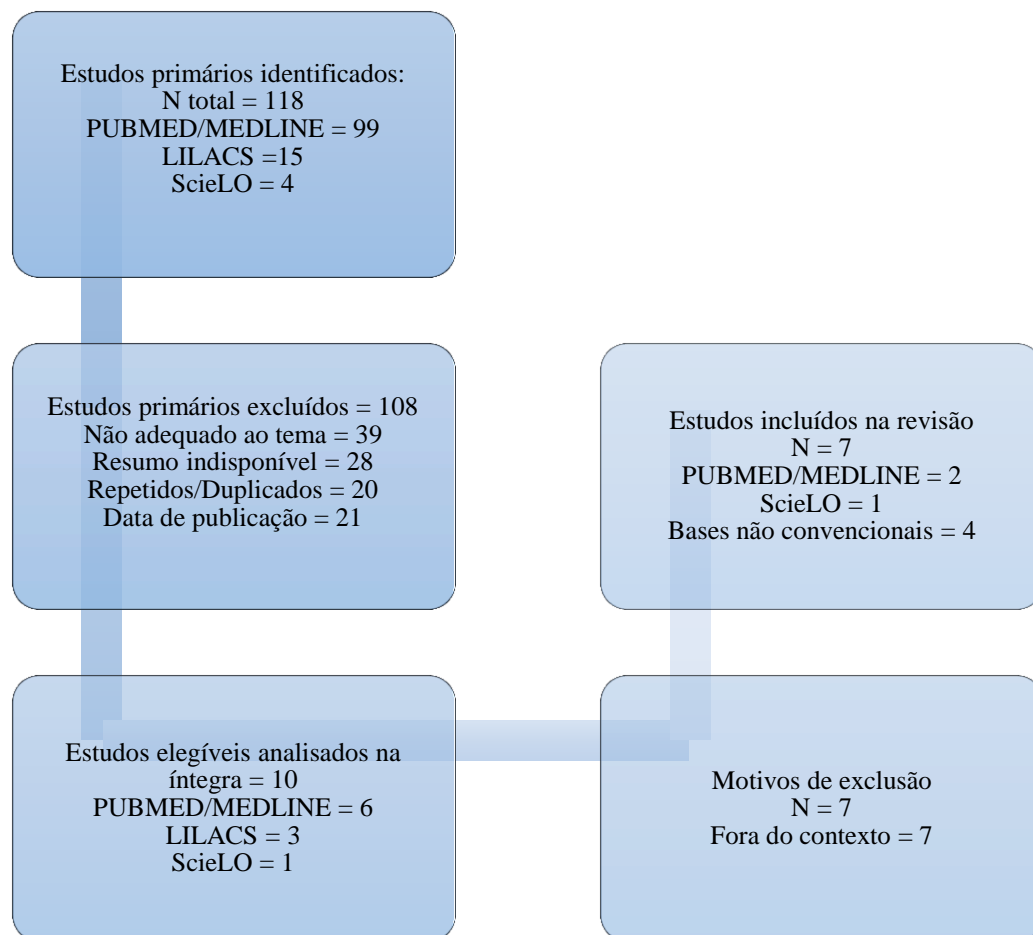 Estudos primários identificados:
N total = 118
PUBMED/MEDLINE = 99
LILACS =15
ScieLO = 4
Estudos primários excluídos = 108
Não adequado ao tema = 39
Resumo indisponível = 28
Repetidos/Duplicados = 20
Data de publicação = 21
Estudos elegíveis analisados na
íntegra = 10
PUBMED/MEDLINE = 6
LILACS = 3
ScieLO = 1
Motivos de exclusão
N = 7
Fora do contexto = 7
Estudos incluídos na revisão
N = 7
PUBMED/MEDLINE = 2
ScieLO = 1
Bases não convencionais = 4